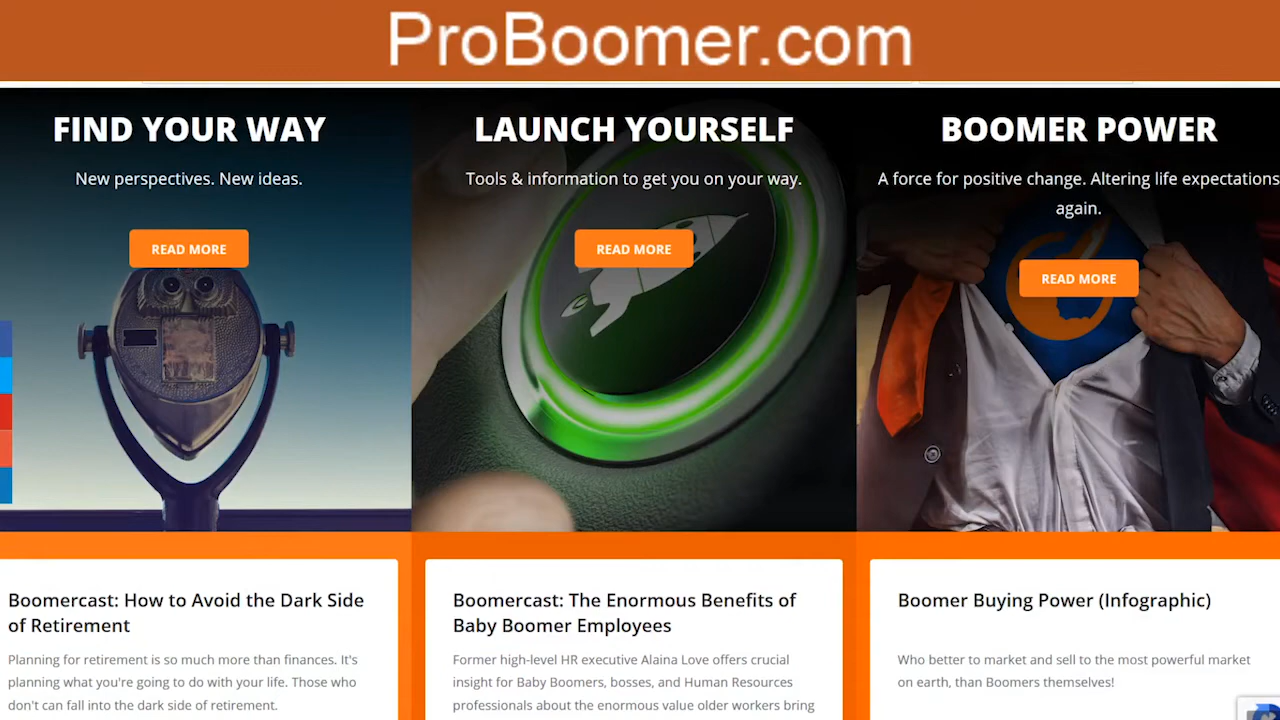 ProBoomer.com
FIND YOUR WAY
New perspectives. New ideas.
READ MORE
LAUNCH YOURSELF
Tools & information to get you on your way.
READ MORE
BOOMER POWER
A force for positive change. Altering life expectations
again.
READ MORE
Boomercast: How to Avoid the Dark Side
of Retirement
Planning for retirement is so much more than finances. It's
planning what you're going to do with your life. Those who
don't can fall into the dark side of retirement.
Boomercast: The Enormous Benefits of
Baby Boomer Employees
Former high-level HR executive Alaina Love offers crucial
insight for Baby Boomers, bosses, and Human Resources
professionals about the enormous value older workers bring
Boomer Buying Power (Infographic)
Who better to market and sell to the most powerful market
on earth, than Boomers themselves!